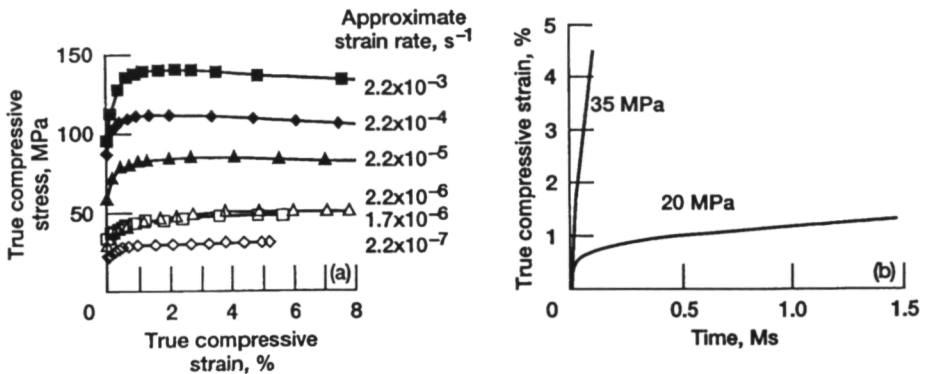 Approximate
strain rate, s⁻¹
150
100
50
True compressive
stress, MPa
2.2x10⁻³
2.2x10⁻⁴
2.2x10⁻⁵
2.2x10⁻⁶
1.7x10⁻⁶
2.2x10⁻⁷
(a)
0 2 4 6 8
True compressive
strain, %
5
4
3
2
1
True compressive strain, %
35 MPa
20 MPa
(b)
0 0.5 1.0 1.5
Time, Ms